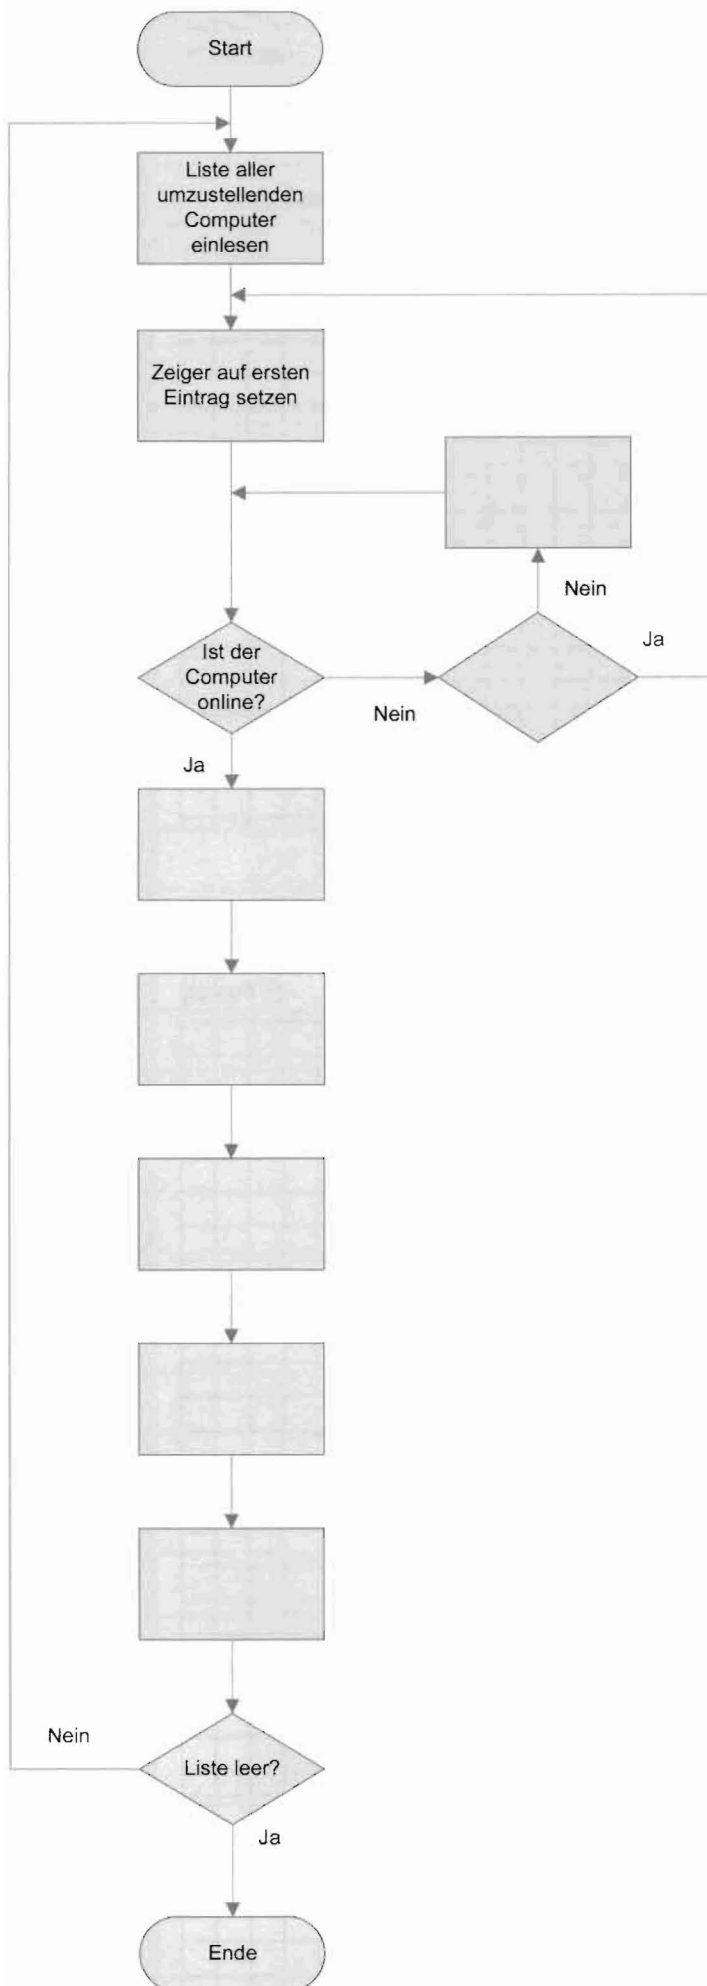 Start
Liste aller
umzustellenden
Computer
einlesen
Zeiger auf ersten
Eintrag setzen
Nein
Ist der
Computer
online?
Ja
Nein
Ja
Nein
Liste leer?
Ja
Ende